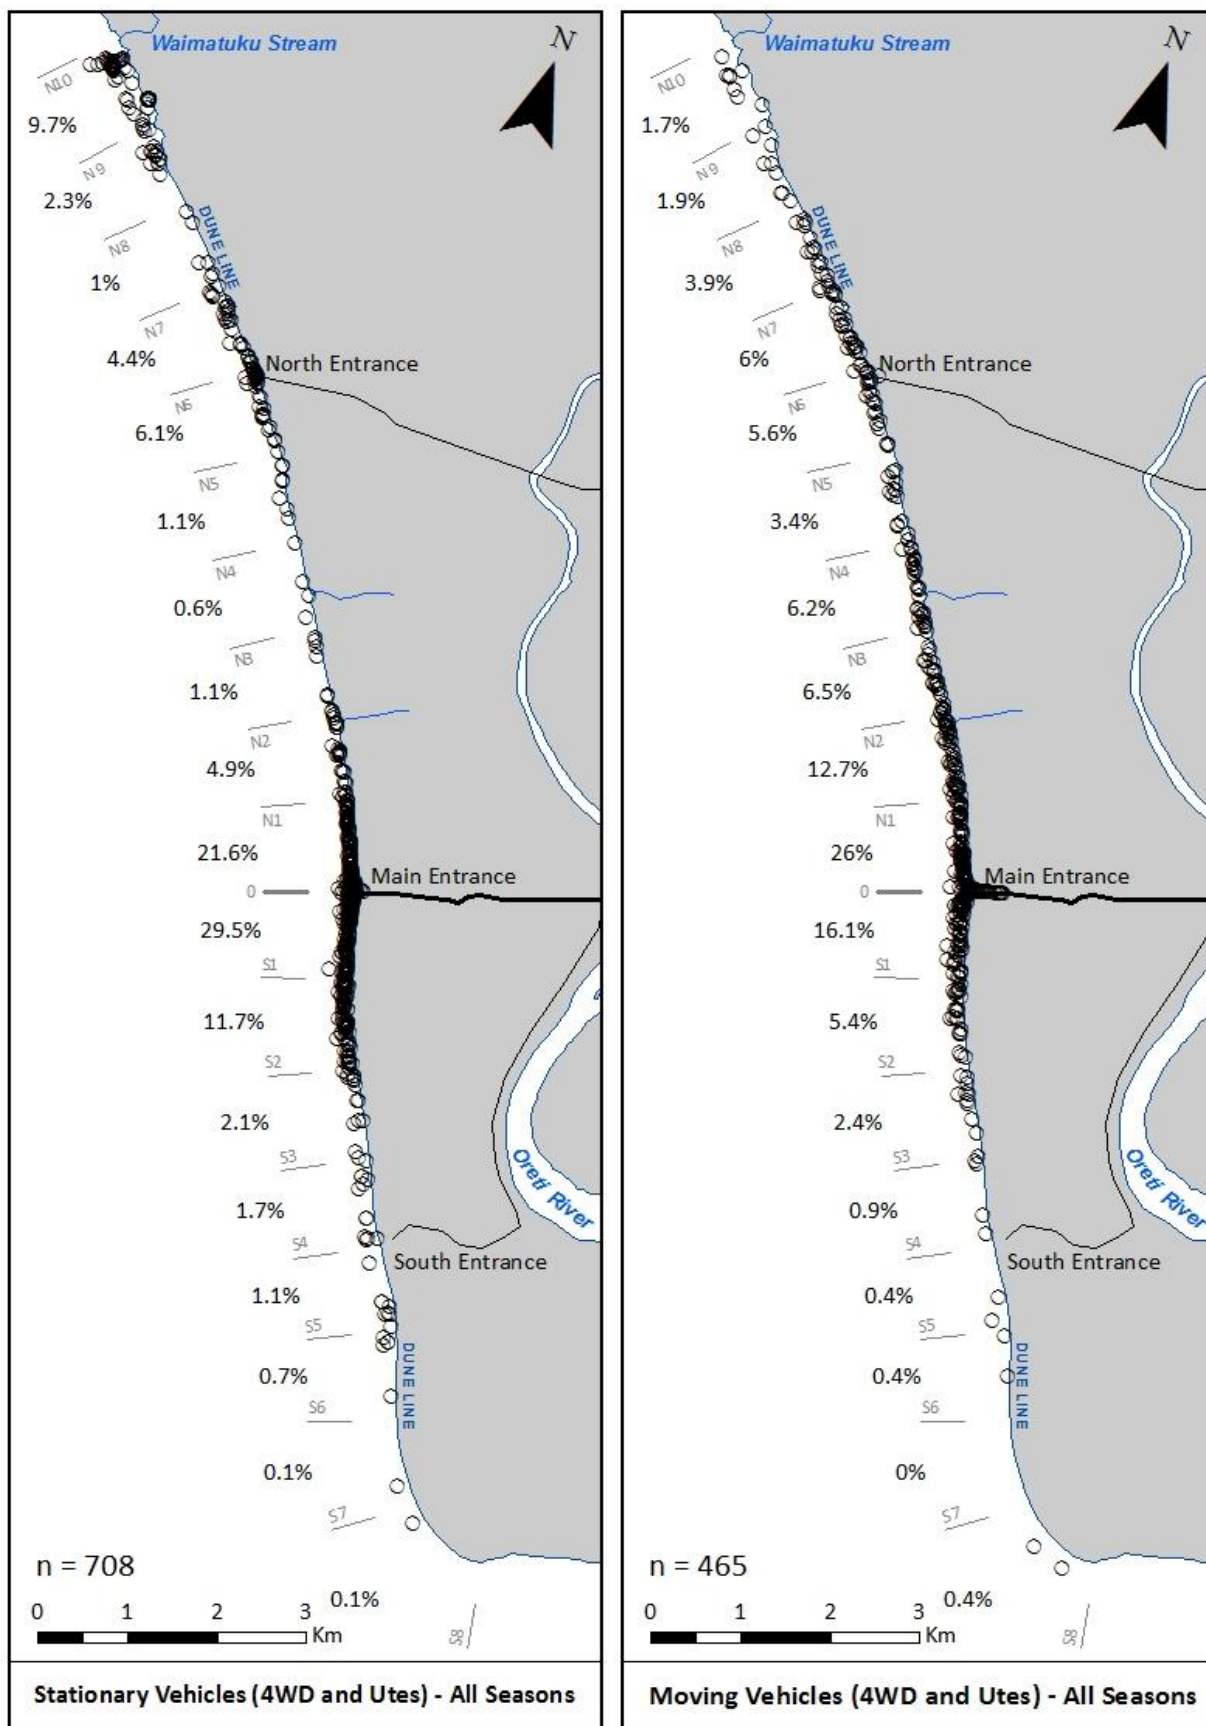 Waimatuku Stream
N
N10
9.7%
N9
2.3%
DUNE LINE
N8
1%
N7
4.4%
North Entrance
N6
6.1%
N5
1.1%
N4
0.6%
N3
1.1%
N2
4.9%
N1
21.6%
Main Entrance
0
29.5%
S1
11.7%
S2
2.1%
S3
Oreti River
1.7%
S4
South Entrance
1.1%
S5
DUNE LINE
0.7%
S6
0.1%
S7
n = 708
0.1%
0 1 2 3
Km
S8
Stationary Vehicles (4WD and Utes) - All Seasons
Waimatuku Stream
N
N10
1.7%
N9
1.9%
DUNE LINE
N8
3.9%
N7
6%
North Entrance
N6
5.6%
N5
3.4%
N4
6.2%
N3
6.5%
N2
12.7%
N1
26%
Main Entrance
0
16.1%
S1
5.4%
S2
2.4%
S3
Oreti River
0.9%
S4
South Entrance
0.4%
S5
DUNE LINE
0.4%
S6
0%
S7
n = 465
0.4%
0 1 2 3
Km
S8
Moving Vehicles (4WD and Utes) - All Seasons